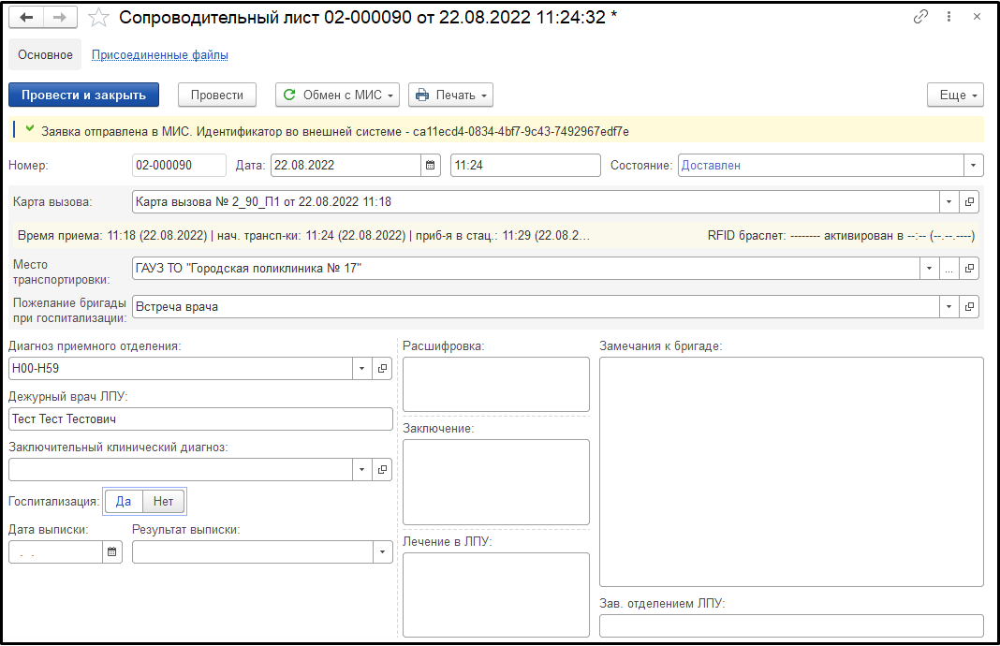 Сопроводительный лист 02-000090 от 22.08.2022 11:24:32 *
Основное Присоединенные файлы
Провести и закрыть Провести Обмен с МИС Печать Еще
Заявка отправлена в МИС. Идентификатор во внешней системе - ca11ecd4-0834-4bf7-9c43-7492967edf7e
Номер: 02-000090 Дата: 22.08.2022 11:24 Состояние: Доставлен
Карта вызова: Карта вызова № 2_90_П1 от 22.08.2022 11:18
Время приема: 11:18 (22.08.2022) | нач. трансп-ки: 11:24 (22.08.2022) | приб-я в стац.: 11:29 (22.08.2... RFID браслет: -------- активирован в --:-- (--.--.----)
Место
транспортировки: ГАУЗ ТО "Городская поликлиника № 17" ...
Пожелание бригады
при госпитализации: Встреча врача
Диагноз приемного отделения: Расшифровка: Замечания к бригаде:
H00-H59
Дежурный врач ЛПУ:
Тест Тест Тестович
Заключение:
Заключительный клинический диагноз:
Госпитализация: Да Нет
Дата выписки: Результат выписки:
. .
Лечение в ЛПУ:
Зав. отделением ЛПУ: